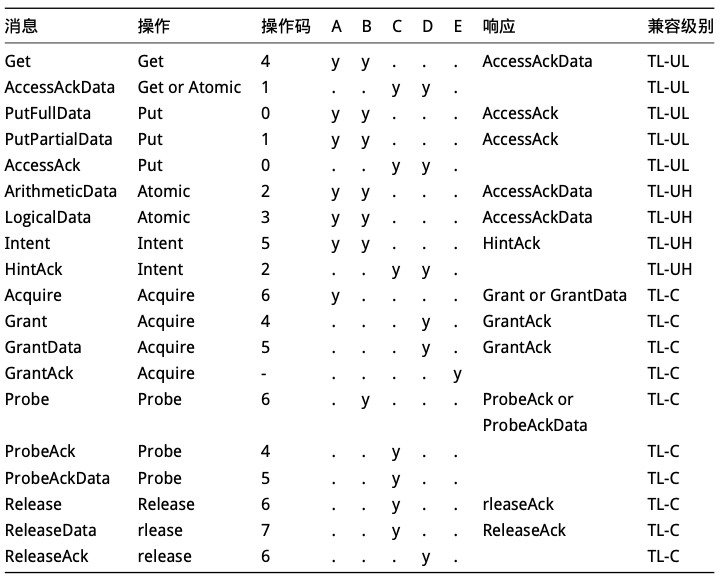 消息 操作 操作码 A B C D E 响应 兼容级别
Get Get 4 y y . . . AccessAckData TL-UL
AccessAckData Get or Atomic 1 . . y y . TL-UL
PutFullData Put 0 y y . . . AccessAck TL-UL
PutPartialData Put 1 y y . . . AccessAck TL-UL
AccessAck Put 0 . . y y . TL-UL
ArithmeticData Atomic 2 y y . . . AccessAckData TL-UH
LogicalData Atomic 3 y y . . . AccessAckData TL-UH
Intent Intent 5 y y . . . HintAck TL-UH
HintAck Intent 2 . . y y . TL-UH
Acquire Acquire 6 y . . . . Grant or GrantData TL-C
Grant Acquire 4 . . . y . GrantAck TL-C
GrantData Acquire 5 . . . y . GrantAck TL-C
GrantAck Acquire - . . . . y TL-C
Probe Probe 6 . y . . . ProbeAck or TL-C
ProbeAckData
ProbeAck Probe 4 . . y . . TL-C
ProbeAckData Probe 5 . . y . . TL-C
Release Release 6 . . y . . rleaseAck TL-C
ReleaseData rlease 7 . . y . . ReleaseAck TL-C
ReleaseAck release 6 . . . y . TL-C